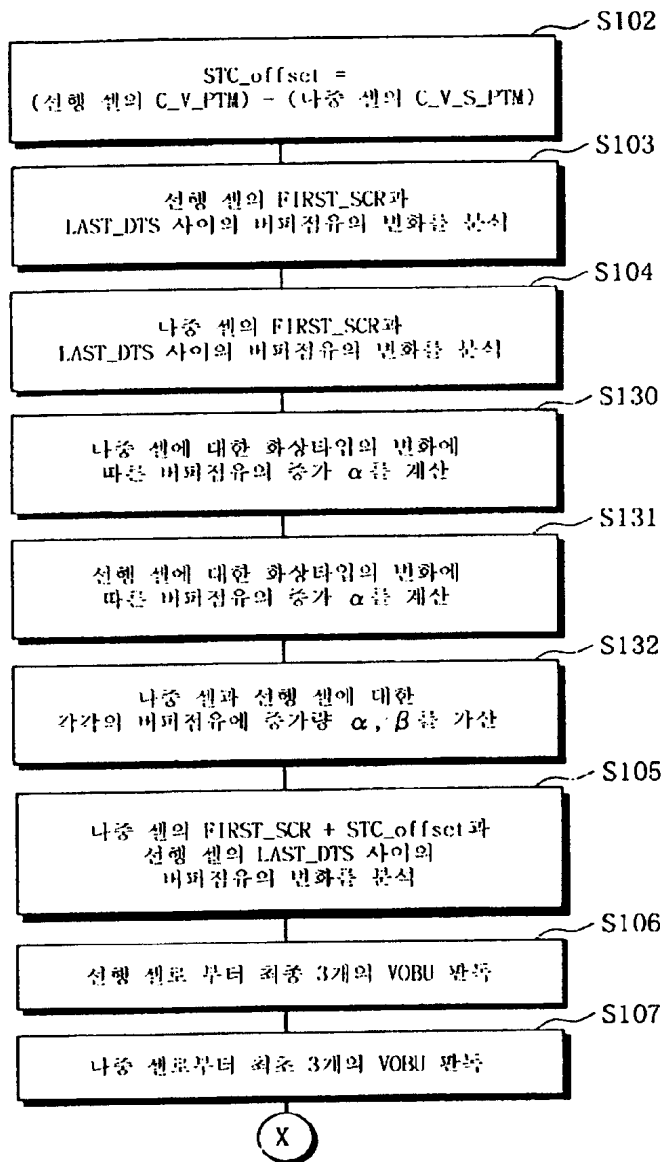 S102
STC_offset =
(선행 셀의 C_V_PTM) - (나중 셀의 C_V_S_PTM)
S103
선행 셀의 FIRST_SCR과
LAST_DTS 사이의 버퍼점유의 변화를 분석
S104
나중 셀의 FIRST_SCR과
LAST_DTS 사이의 버퍼점유의 변화를 분석
S130
나중 셀에 대한 화상타입의 변화에
따른 버퍼점유의 증가 α를 계산
S131
선행 셀에 대한 화상타입의 변화에
따른 버퍼점유의 증가 α를 계산
S132
나중 셀과 선행 셀에 대한
각각의 버퍼점유에 증가량 α, β를 가산
S105
나중 셀의 FIRST_SCR + STC_offset과
선행 셀의 LAST_DTS 사이의
버퍼점유의 변화를 분석
S106
선행 셀로 부터 최종 3개의 VOBU 판독
S107
나중 셀로부터 최초 3개의 VOBU 판독
X